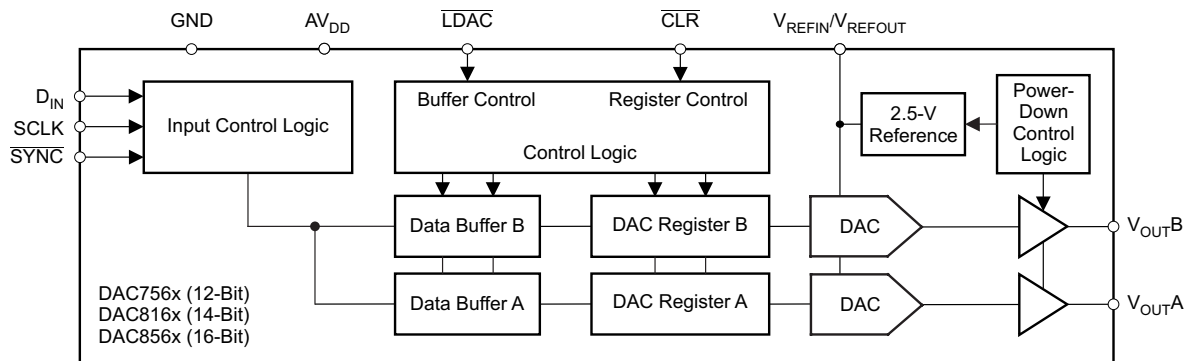 GND
AVDD
LDAC
CLR
VREFIN/VREFOUT
DIN
SCLK
SYNC
Input Control Logic
Buffer Control
Register Control
Control Logic
2.5-V
Reference
Power-
Down
Control
Logic
Data Buffer B
DAC Register B
DAC
VOUTB
Data Buffer A
DAC Register A
DAC
VOUTA
DAC756x (12-Bit)
DAC816x (14-Bit)
DAC856x (16-Bit)